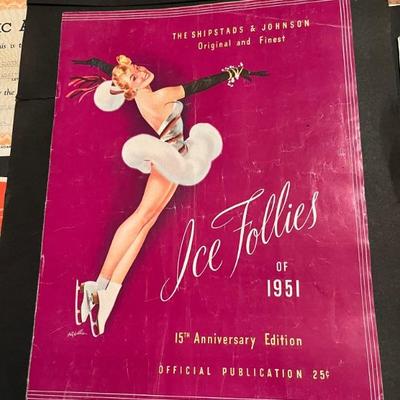 THE SHIPSTADS & JOHNSON
Original and Finest
Ice Follies
OF
1951
15TH Anniversary Edition
OFFICIAL PUBLICATION 25¢